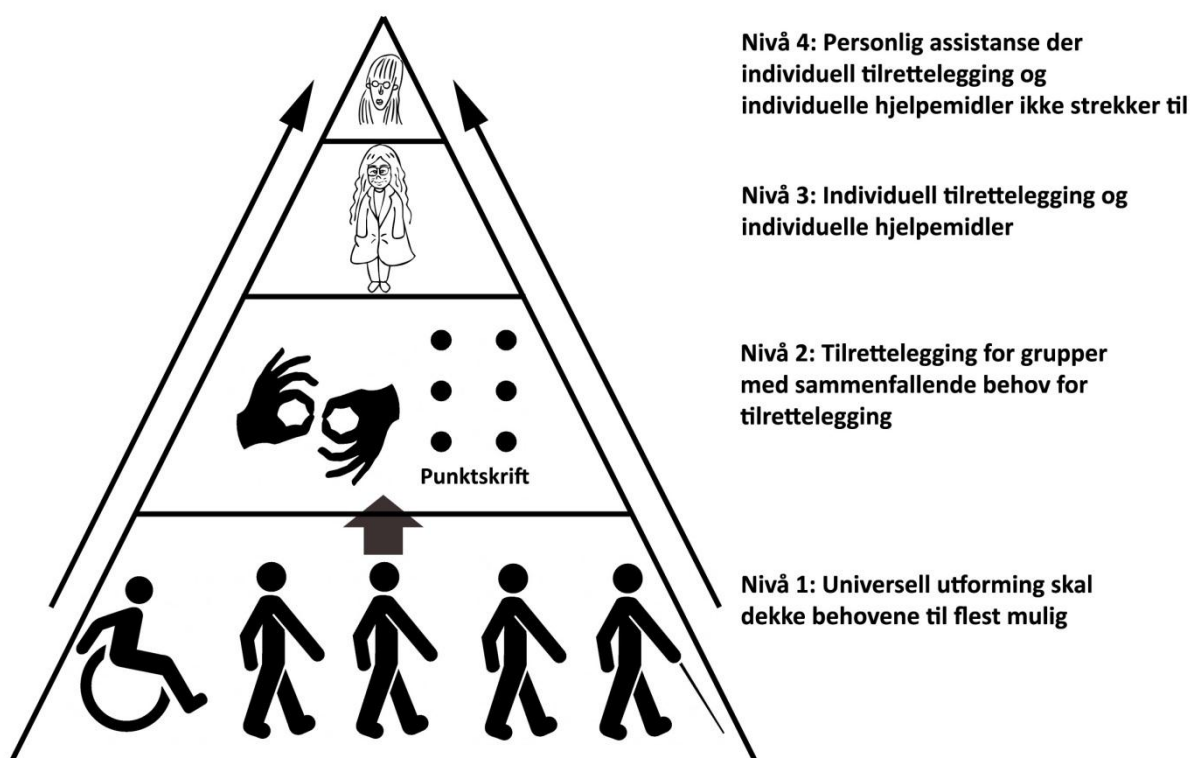 Nivå 4: Personlig assistanse der
individuell tilrettelegging og
individuelle hjelpemidler ikke strekker til
Nivå 3: Individuell tilrettelegging og
individuelle hjelpemidler
Nivå 2: Tilrettelegging for grupper
med sammenfallende behov for
tilrettelegging
Punktskrift
Nivå 1: Universell utforming skal
dekke behovene til flest mulig